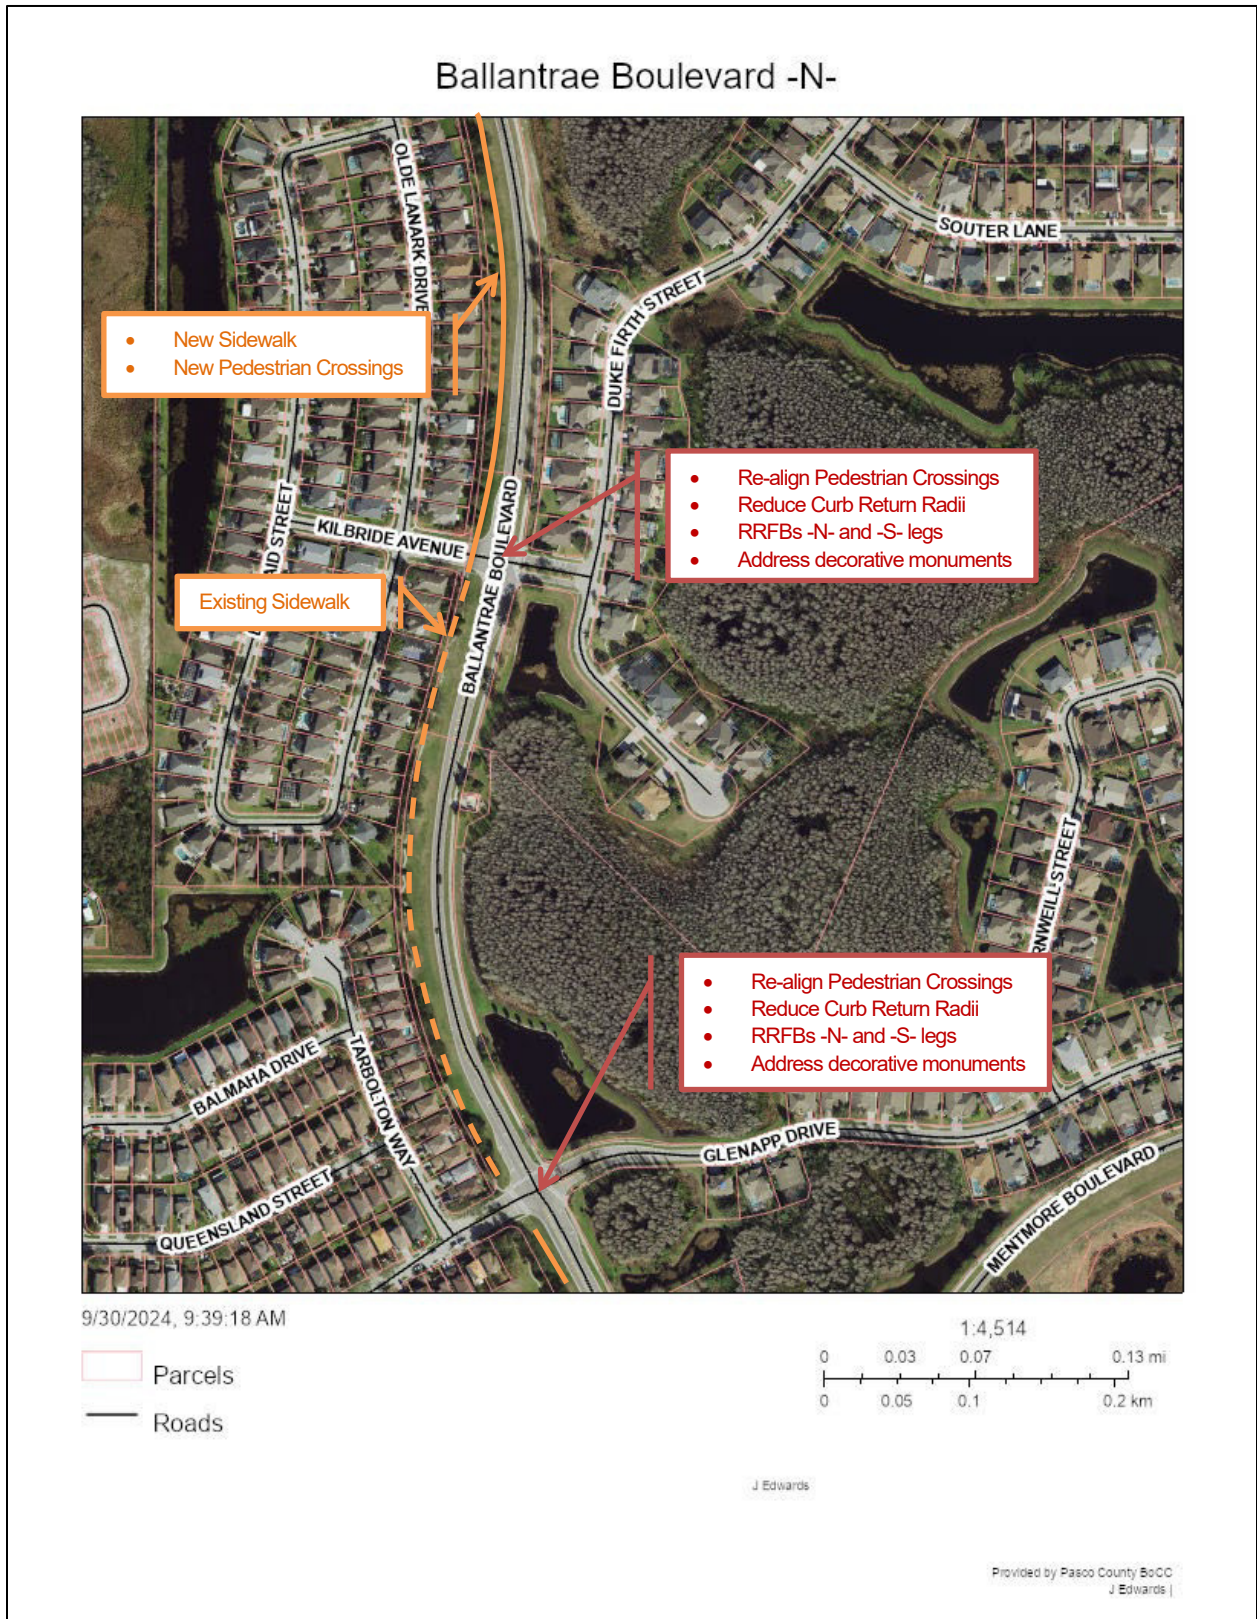 Ballantrae Boulevard -N-
OLDE LANARK DRIVE
SOUTER LANE
DUKE FIRTH STREET
• New Sidewalk
• New Pedestrian Crossings
• Re-align Pedestrian Crossings
• Reduce Curb Return Radii
• RRFBs -N- and -S- legs
• Address decorative monuments
KILBRIDE AVENUE
BALLANTRAE BOULEVARD
STREET
Existing Sidewalk
BALLANTRAE BOULEVARD
STREET
• Re-align Pedestrian Crossings
• Reduce Curb Return Radii
• RRFBs -N- and -S- legs
• Address decorative monuments
BALMAHA DRIVE
TARBOLTON WAY
QUEENSLAND STREET
GLENAPP DRIVE
MENTMORE BOULEVARD
9/30/2024, 9:39:18 AM
Parcels
Roads
1:4,514
0 0.03 0.07 0.13 mi
0 0.05 0.1 0.2 km
J Edwards
Provided by Pasco County BoCC
J Edwards |